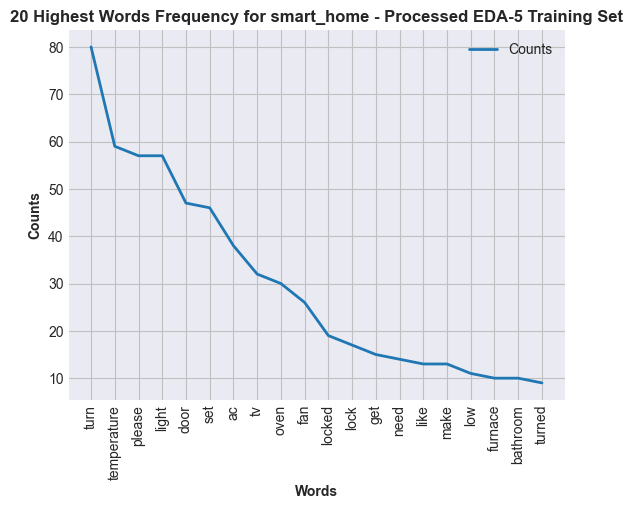 20 Highest Words Frequency for smart_home - Processed EDA-5 Training Set
Counts
Counts
80
70
60
50
40
30
20
10
turn
temperature
please
light
door
set
ac
tv
oven
fan
locked
lock
get
need
like
make
low
furnace
bathroom
turned
Words